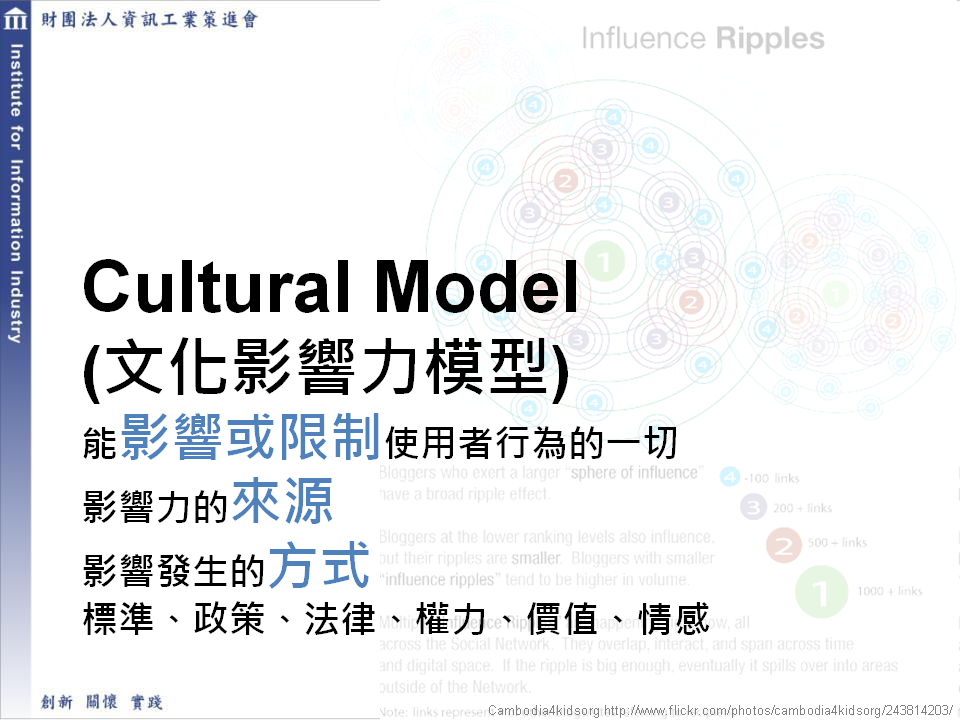 財團法人資訊工業策進會
Institute for Information Industry
Influence Ripples
Cultural Model
(文化影響力模型)
能影響或限制使用者行為的一切
影響力的來源
影響發生的方式
標準、政策、法律、權力、價值、情感
Bloggers who exert a larger "sphere of influence"
have a broad ripple effect.
Bloggers at the lower ranking levels also influence,
but their ripples are smaller. Bloggers with smaller
"influence ripples" tend to be higher in volume.
across the Social Network. They overlap, interact, and span across time
and digital space. If the ripple is big enough, eventually it spills over into areas
outside of the Network.
Note: links represent
4 -100 links
3 200 + links
2 500 + links
1 1000 + links
創新 關懷 實踐
Cambodia4kidsorg http://www.flickr.com/photos/cambodia4kidsorg/243814203/